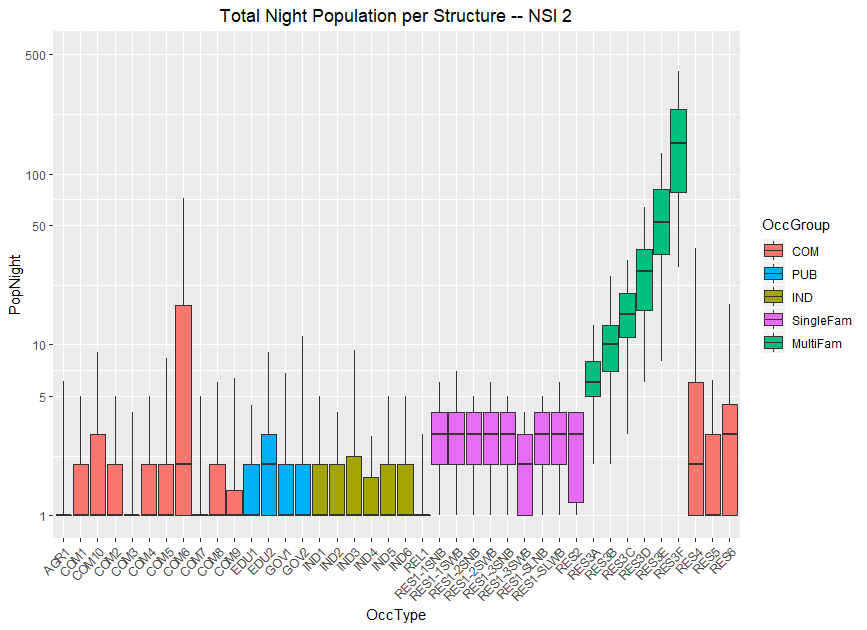 Total Night Population per Structure -- NSI 2
PopNight
500
100
50
10
5
1
AGR1
COM1
COM10
COM2
COM3
COM4
COM5
COM6
COM7
COM8
COM9
EDU1
EDU2
GOV1
GOV2
IND1
IND2
IND3
IND4
IND5
IND6
REL1
RES1-1SNB
RES1-1SWB
RES1-2SNB
RES1-2SWB
RES1-3SNB
RES1-3SWB
RES1-SLNB
RES1-SLWB
RES2
RES3A
RES3B
RES3C
RES3D
RES3E
RES3F
RES4
RES5
RES6
OccType
OccGroup
COM
PUB
IND
SingleFam
MultiFam